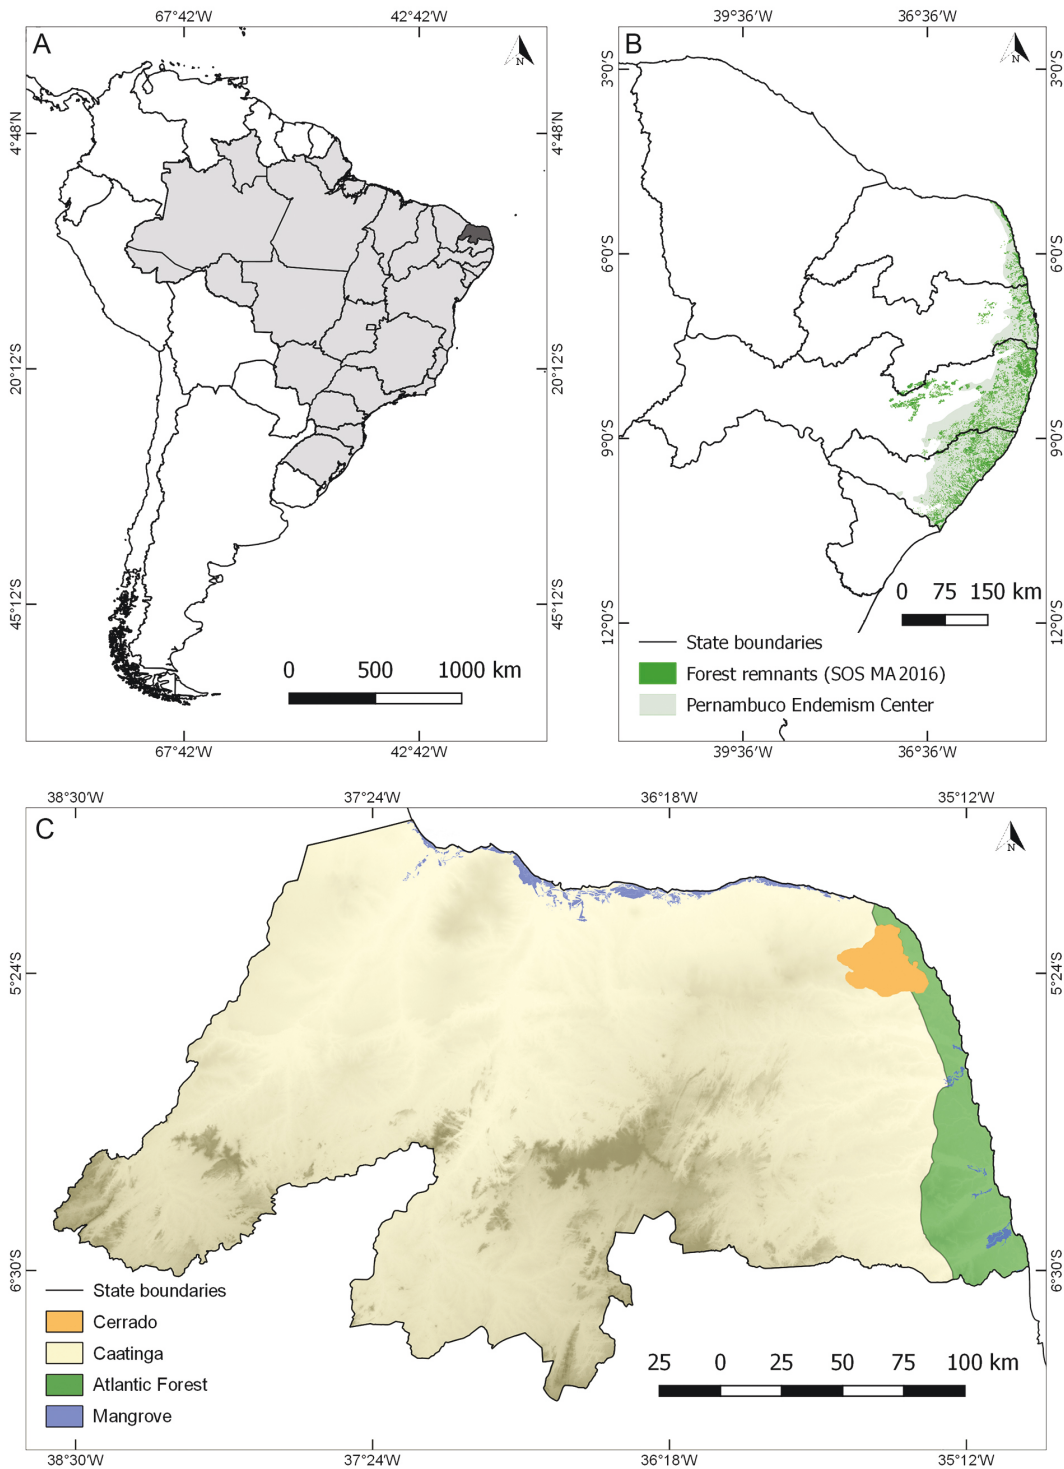 67°42'W 42°42'W
39°36'W 36°36'W
A
N
B
N
4°48'N
4°48'N
20°12'S
20°12'S
45°12'S
45°12'S
3°0'S
3°0'S
6°0'S
6°0'S
9°0'S
9°0'S
12°0'S
12°0'S
0 500 1000 km
0 75 150 km
State boundaries
Forest remnants (SOS MA2016)
Pernambuco Endemism Center
67°42'W 42°42'W
39°36'W 36°36'W
38°30'W 37°24'W 36°18'W 35°12'W
C
N
5°24'S
5°24'S
6°30'S
6°30'S
State boundaries
Cerrado
Caatinga
Atlantic Forest
Mangrove
25 0 25 50 75 100 km
38°30'W 37°24'W 36°18'W 35°12'W